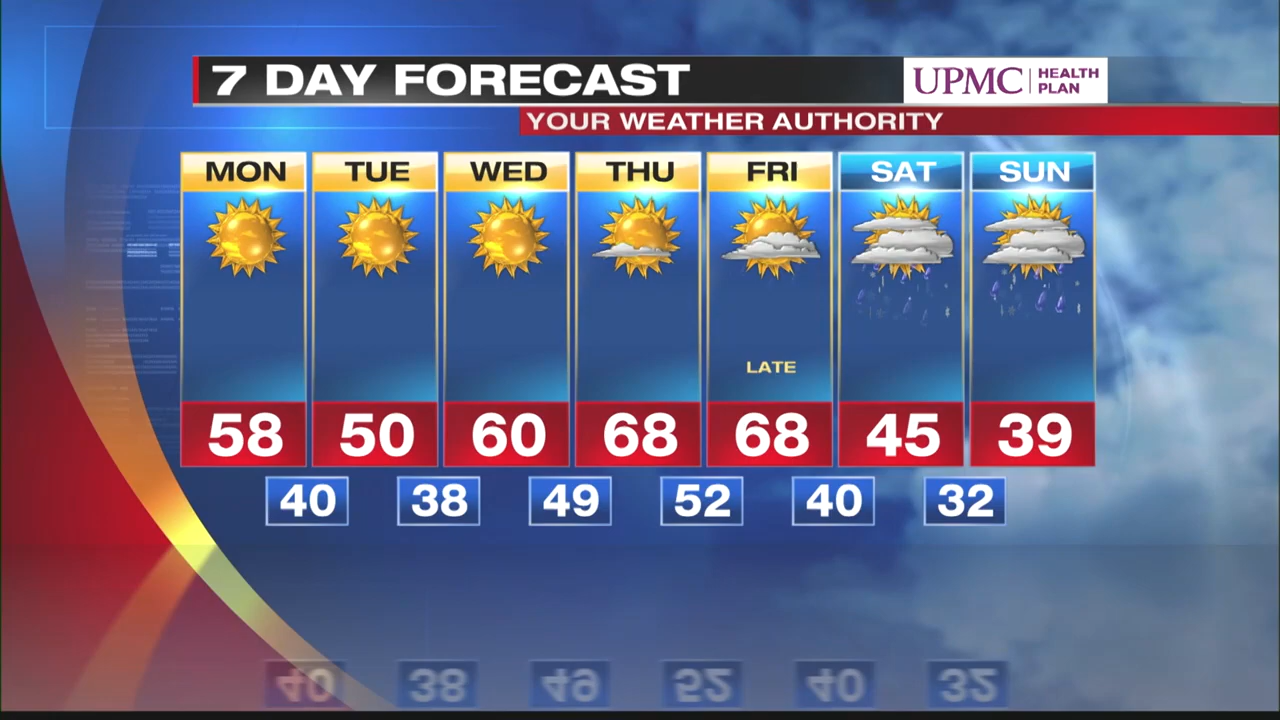 7 DAY FORECAST
UPMC HEALTH PLAN
YOUR WEATHER AUTHORITY
MON TUE WED THU FRI SAT SUN
LATE
58 50 60 68 68 45 39
40 38 49 52 40 32